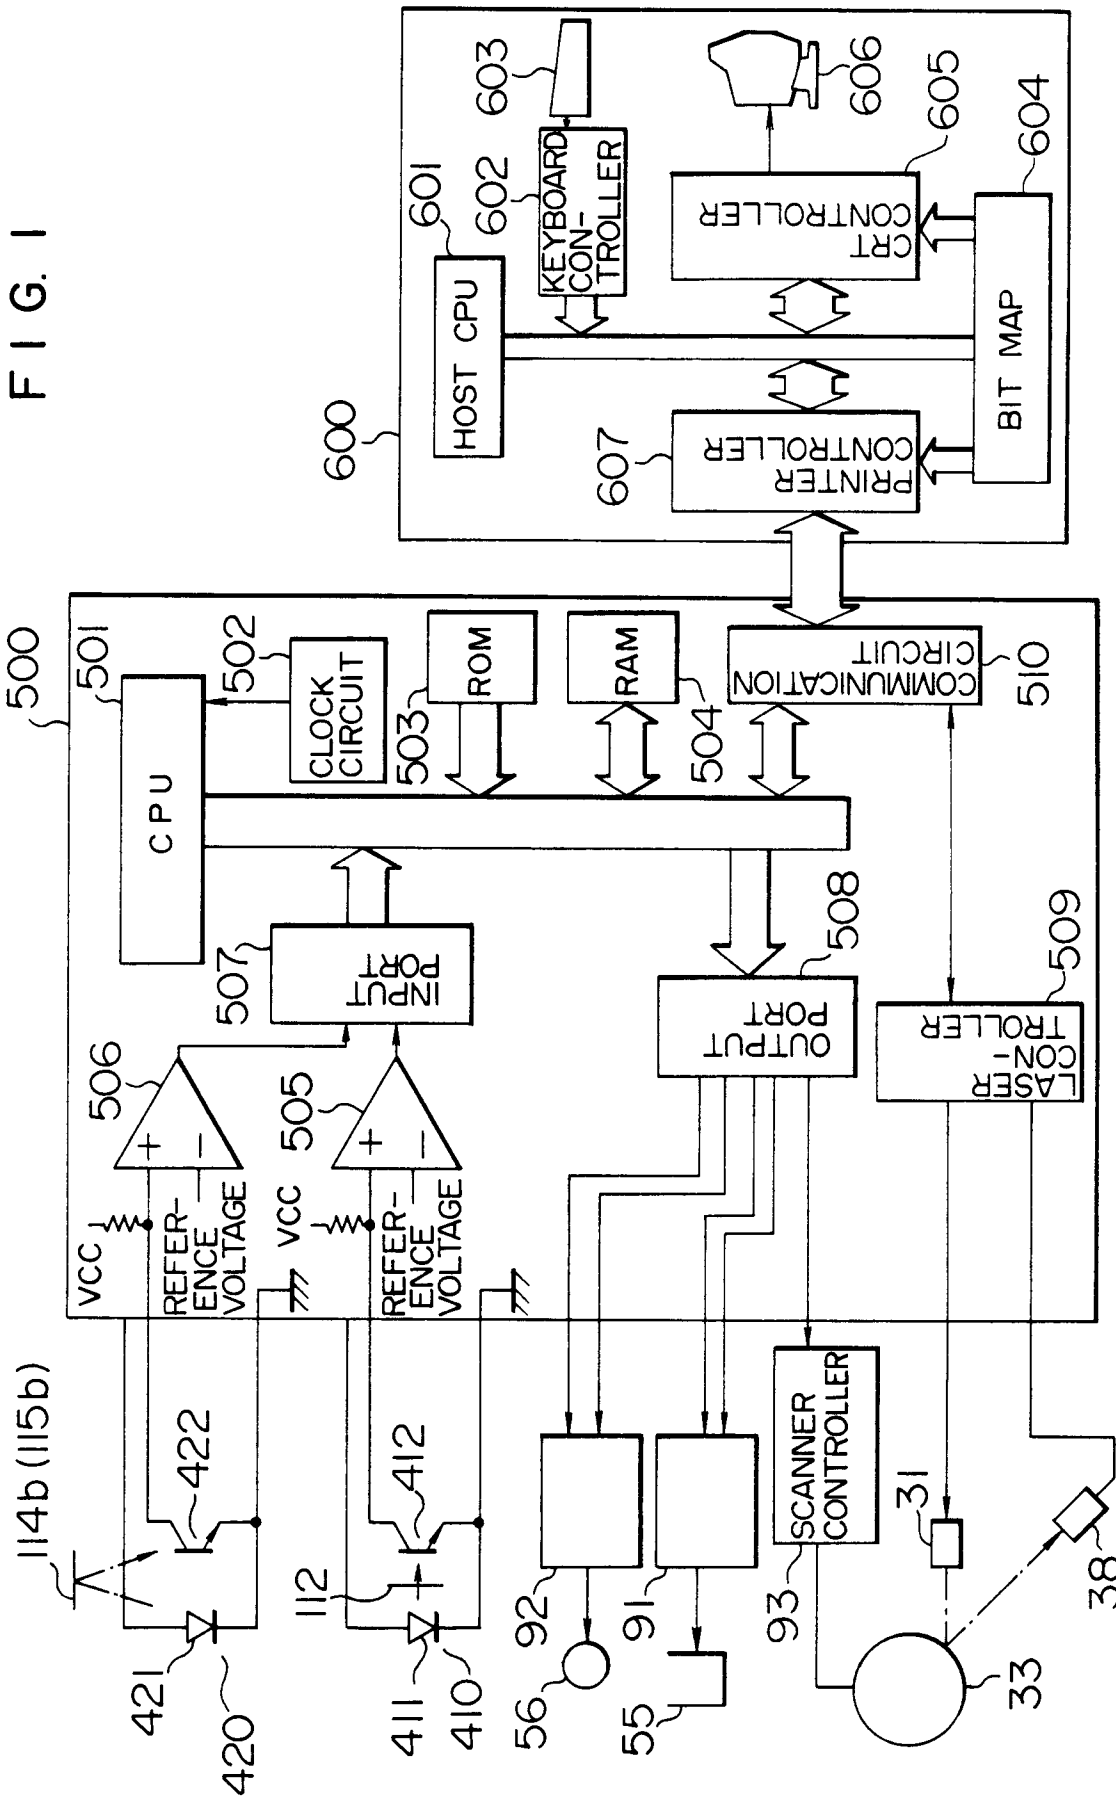 FIG. 1
500
501
CPU
502
CLOCK
CIRCUIT
503
ROM
RAM
504
COMMUNICATION
CIRCUIT
510
507
INPUT
PORT
506
+
−
VCC
REFER-
ENCE
VOLTAGE
505
+
−
VCC
REFER-
ENCE
VOLTAGE
OUTPUT
PORT
508
LASER
CON-
TROLLER
509
114b (115b)
422
421
420
112
412
411
410
92
56
91
55
SCANNER
CONTROLLER
93
31
33
38
600
HOST CPU
601
602
KEYBOARD
CON-
TROLLER
603
607
PRINTER
CONTROLLER
CRT
CONTROLLER
605
606
BIT MAP
604